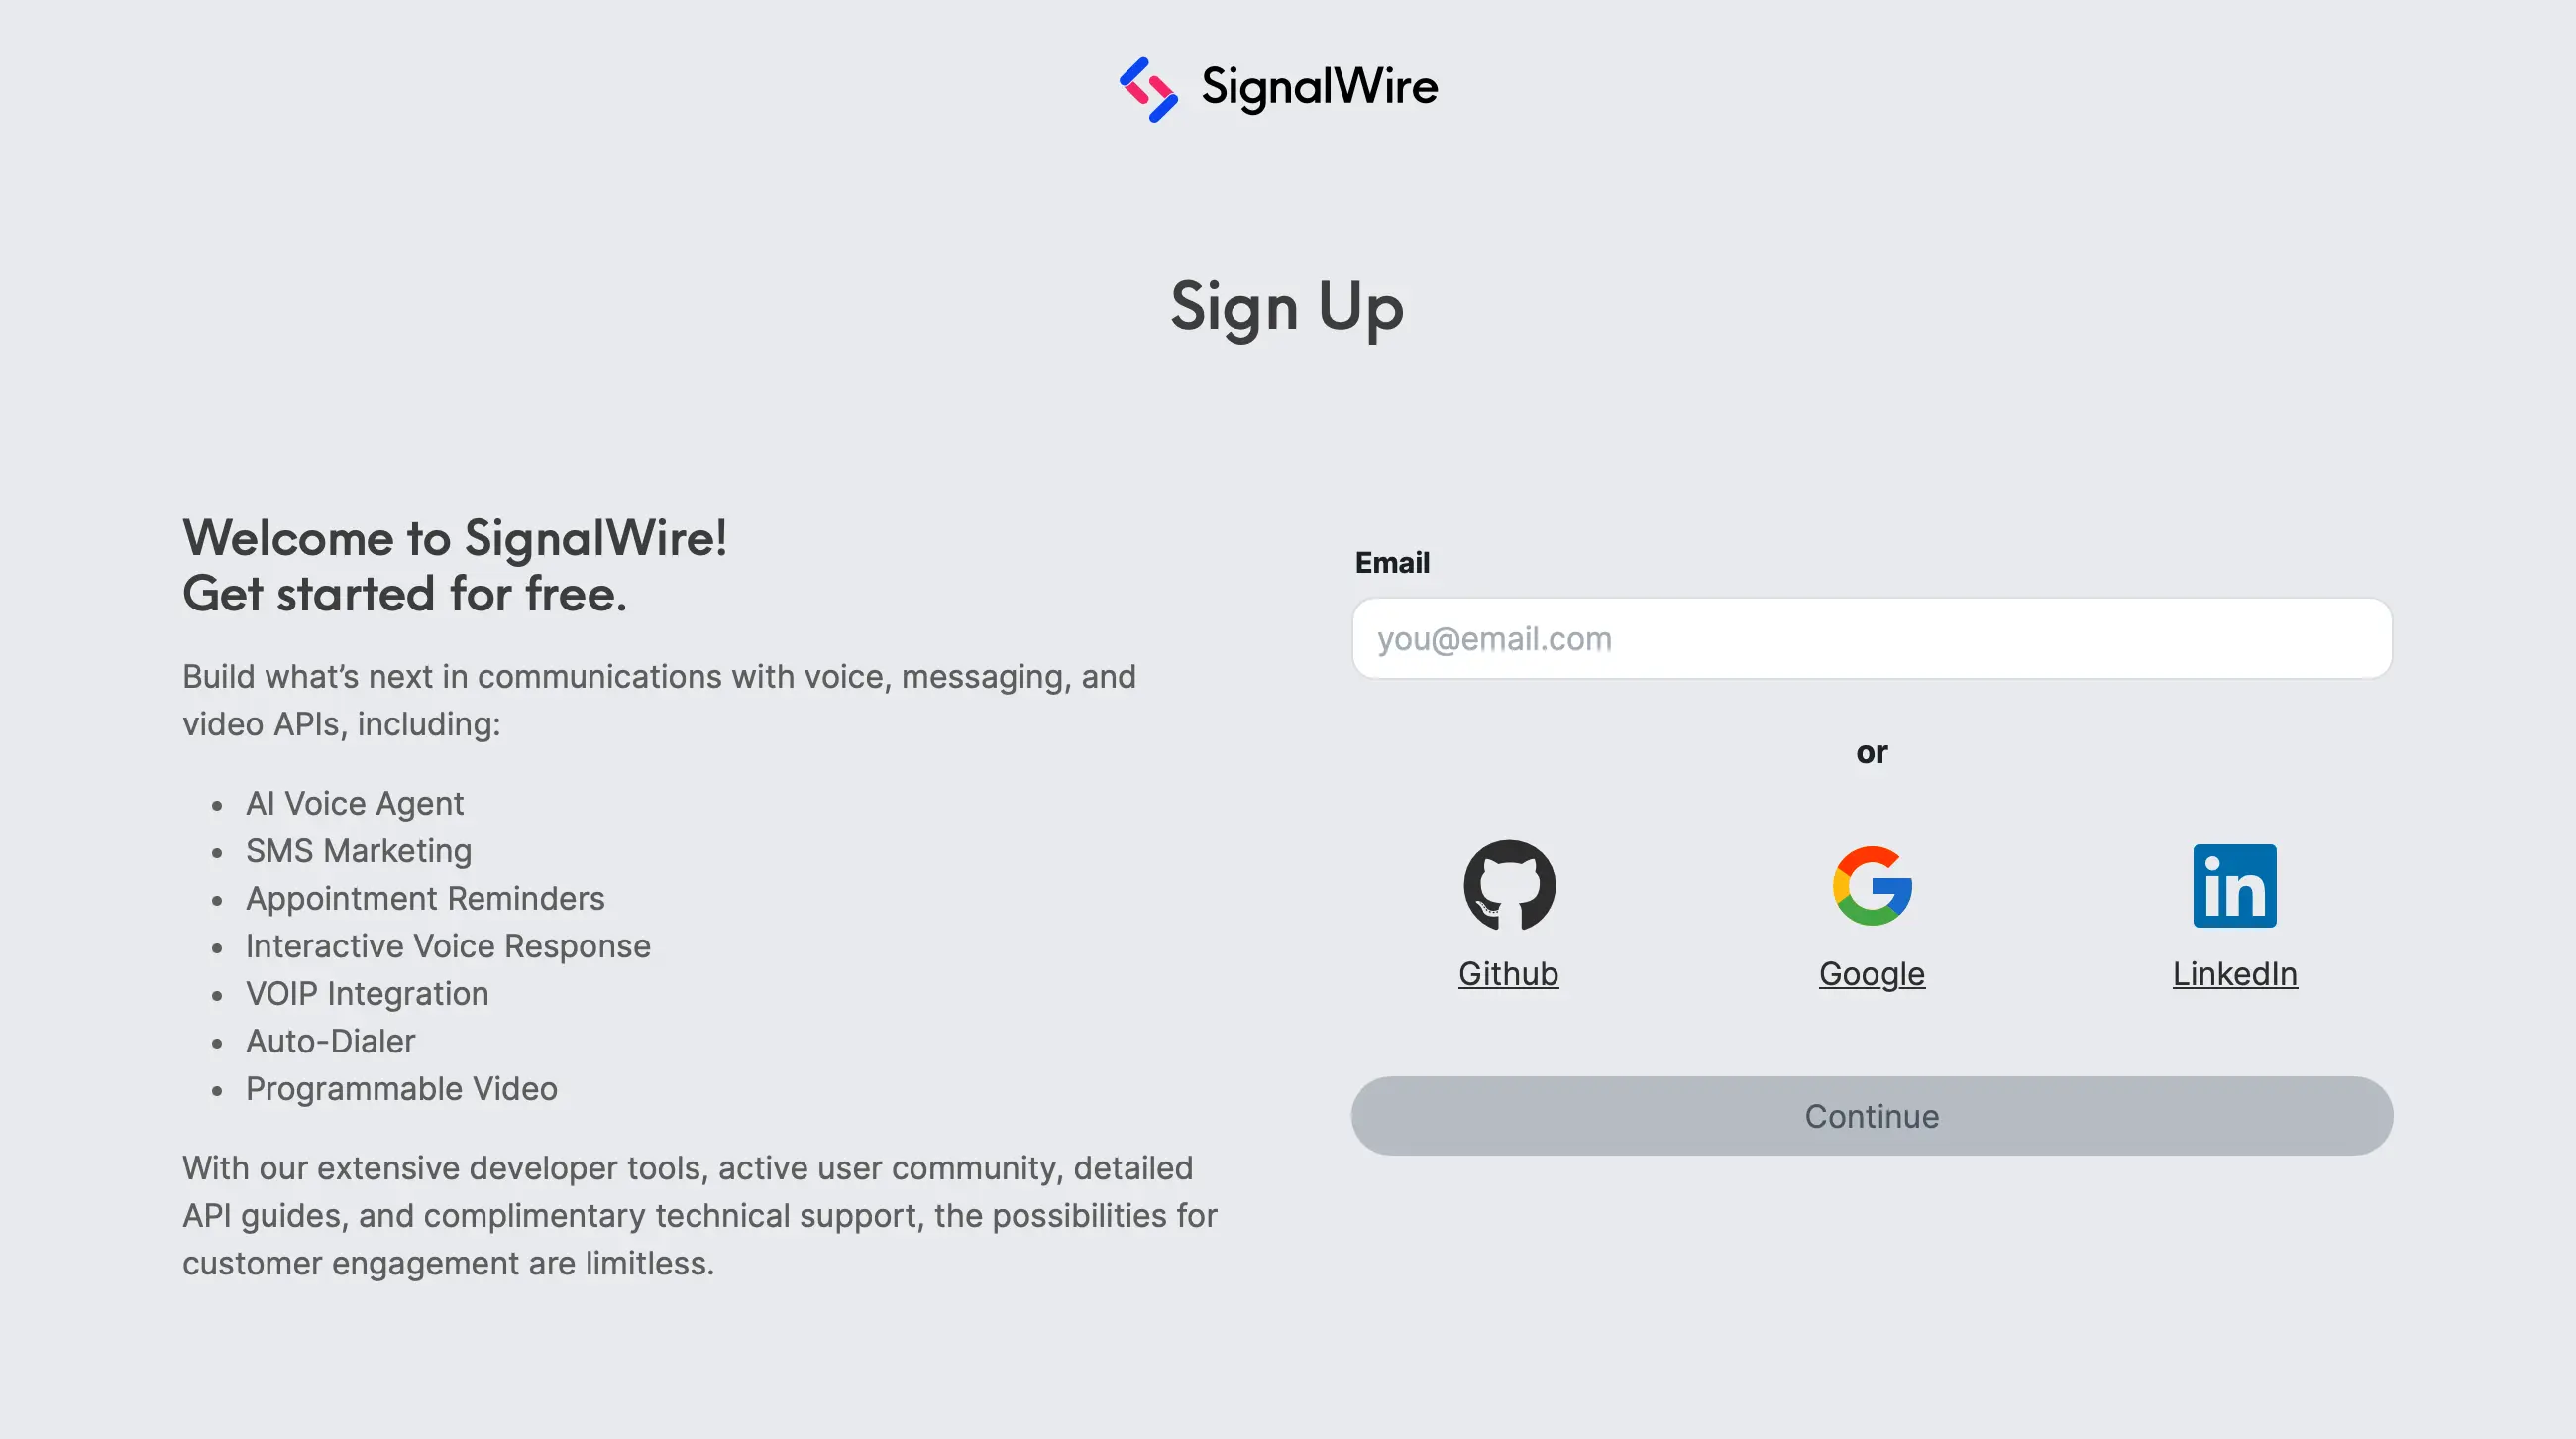 SignalWire
Sign Up
Welcome to SignalWire!
Get started for free.
Build what’s next in communications with voice, messaging, and
video APIs, including:
• AI Voice Agent
• SMS Marketing
• Appointment Reminders
• Interactive Voice Response
• VOIP Integration
• Auto-Dialer
• Programmable Video
With our extensive developer tools, active user community, detailed
API guides, and complimentary technical support, the possibilities for
customer engagement are limitless.
Email
you@email.com
or
Github
Google
LinkedIn
Continue